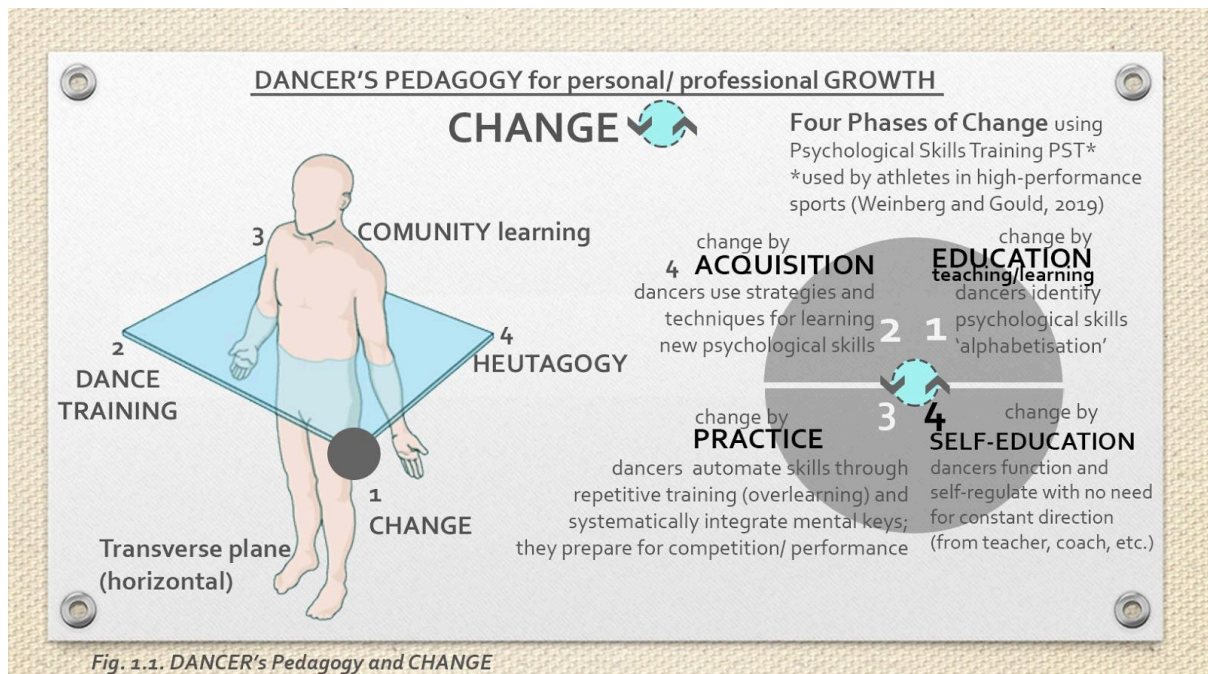 DANCER'S PEDAGOGY for personal/ professional GROWTH
CHANGE
Four Phases of Change using
Psychological Skills Training PST*
*used by athletes in high-performance
sports (Weinberg and Gould, 2019)
3
COMUNITY learning
2
DANCE
TRAINING
4
HEUTAGOGY
1
CHANGE
Transverse plane
(horizontal)
change by
4 ACQUISITION
dancers use strategies and
techniques for learning
new psychological skills
2
change by
EDUCATION
teaching/learning
dancers identify
psychological skills
'alphabetisation'
1
change by
PRACTICE
dancers automate skills through
repetitive training (overlearning) and
systematically integrate mental keys;
they prepare for competition/ performance
3
change by
SELF-EDUCATION
dancers function and
self-regulate with no need
for constant direction
(from teacher, coach, etc.)
4
Fig. 1.1. DANCER's Pedagogy and CHANGE